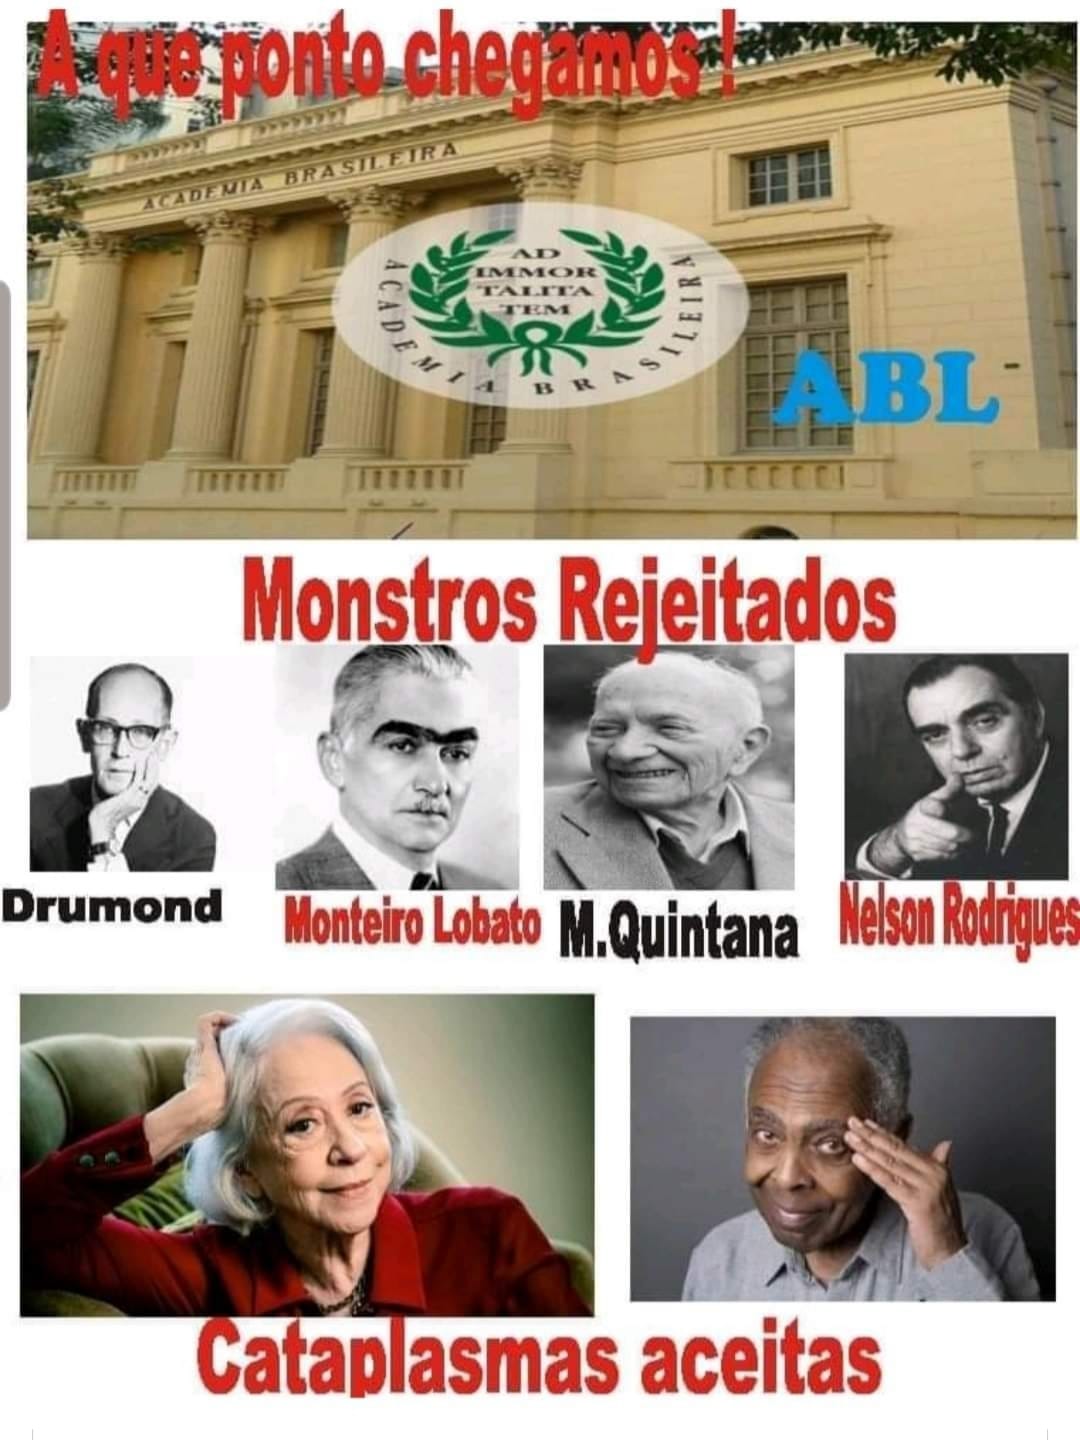 A que ponto chegamos !
ACADEMIA BRASILEIRA
AD
IMMOR
TALITA
TEM
ACADEMIA BRASILEIRA
ABL
Monstros Rejeitados
Drumond
Monteiro Lobato
M.Quintana
Nelson Rodrigues
Cataplasmas aceitas